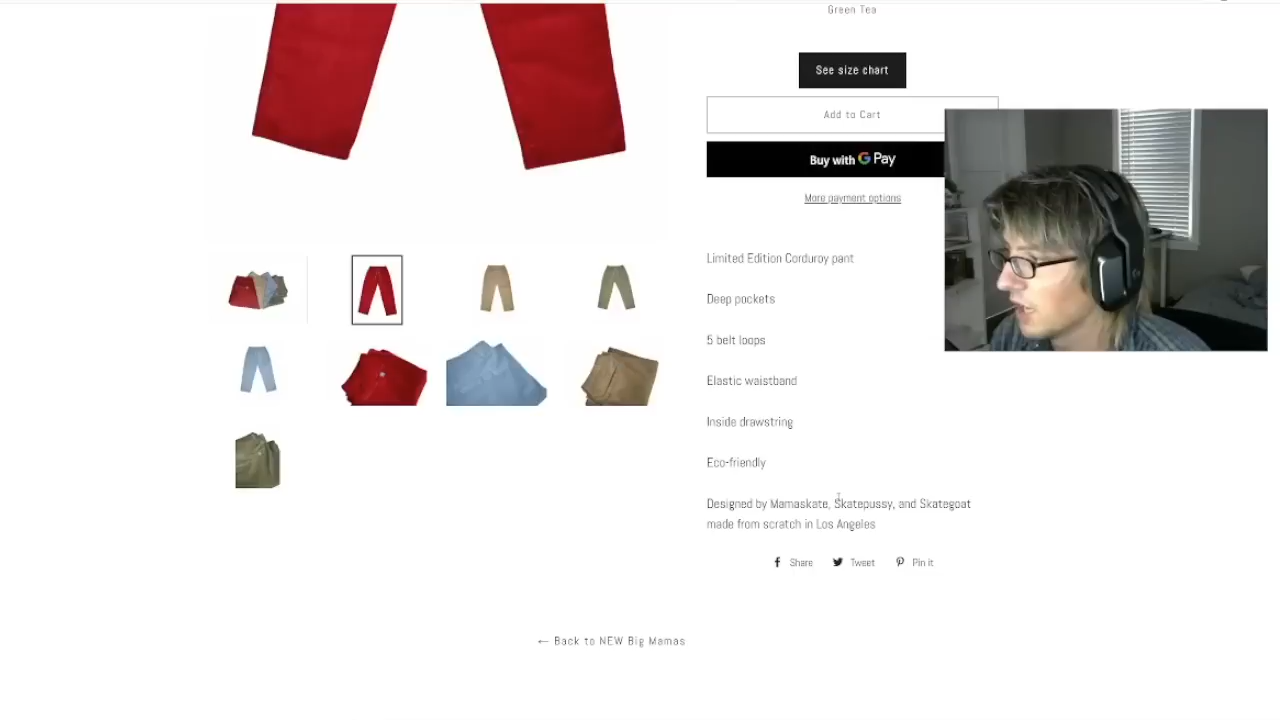 Green Tea
See size chart
Add to Cart
Buy with G Pay
More payment options
Limited Edition Corduroy pant
Deep pockets
5 belt loops
Elastic waistband
Inside drawstring
Eco-friendly
Designed by Mamaskate, Skatepussy, and Skategoat
made from scratch in Los Angeles
Share Tweet Pin it
← Back to NEW Big Mamas